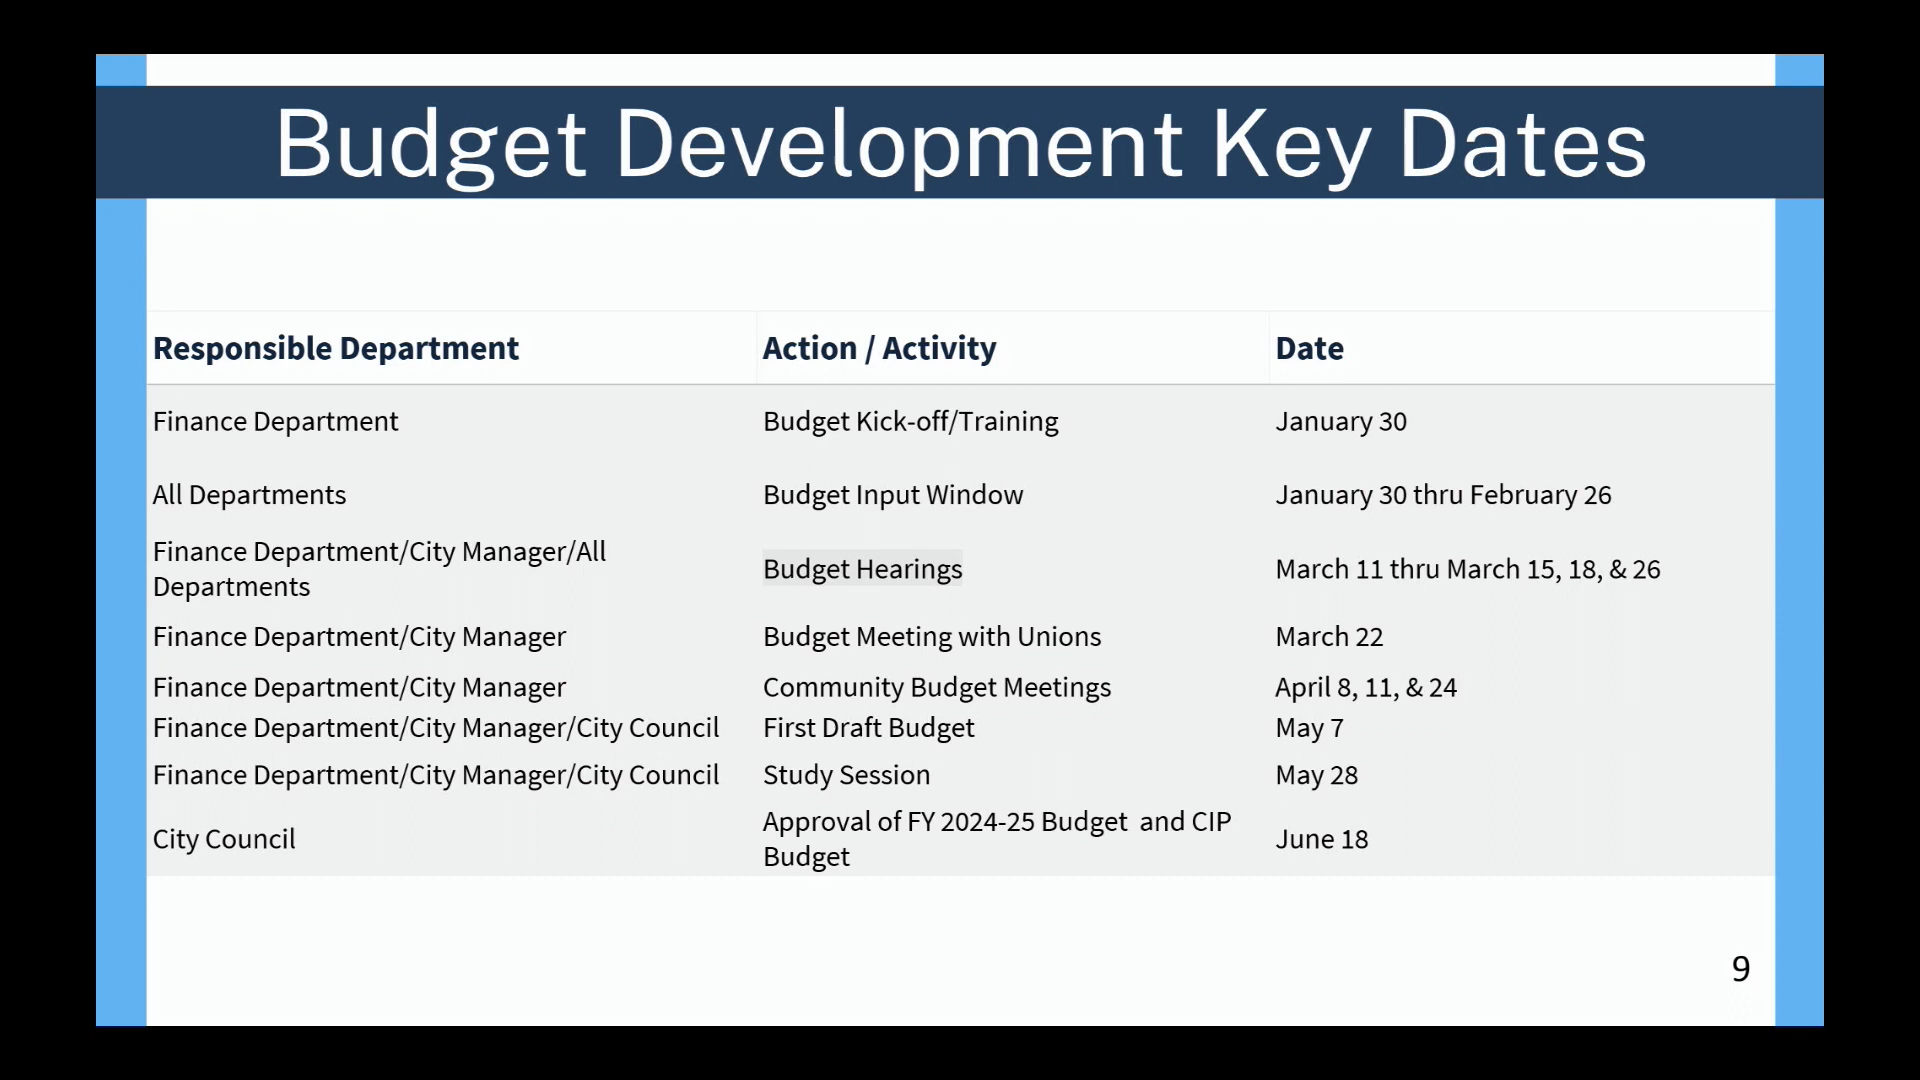 Budget Development Key Dates
Responsible Department Action / Activity Date
Finance Department Budget Kick-off/Training January 30
All Departments Budget Input Window January 30 thru February 26
Finance Department/City Manager/All
Departments
Budget Hearings March 11 thru March 15, 18, & 26
Finance Department/City Manager Budget Meeting with Unions March 22
Finance Department/City Manager Community Budget Meetings April 8, 11, & 24
Finance Department/City Manager/City Council First Draft Budget May 7
Finance Department/City Manager/City Council Study Session May 28
City Council
Approval of FY 2024-25 Budget  and CIP
Budget
June 18
9